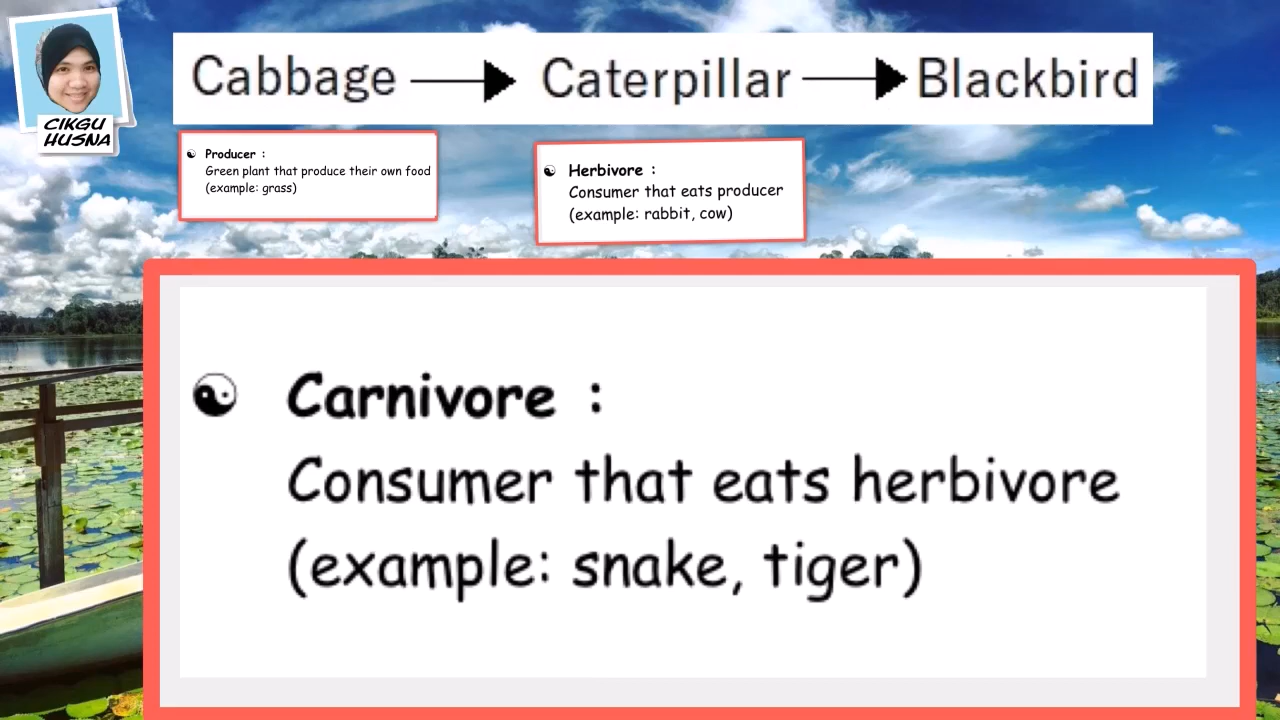 CIKGU
HUSNA
Cabbage → Caterpillar → Blackbird
Producer :
Green plant that produce their own food
(example: grass)
Herbivore :
Consumer that eats producer
(example: rabbit, cow)
Carnivore :
Consumer that eats herbivore
(example: snake, tiger)